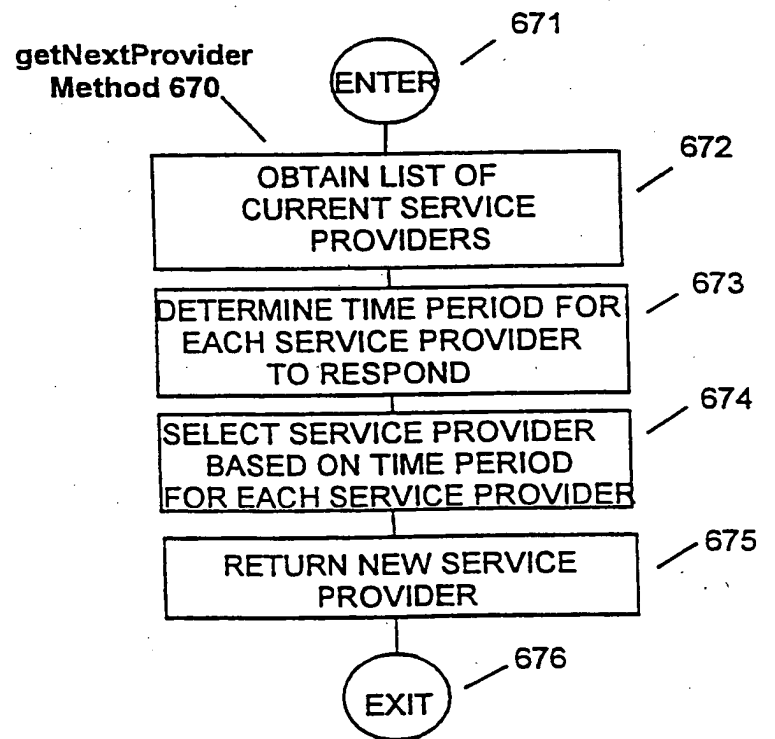 671
getNextProvider
Method 670
ENTER
672
OBTAIN LIST OF
CURRENT SERVICE
PROVIDERS
673
DETERMINE TIME PERIOD FOR
EACH SERVICE PROVIDER
TO RESPOND
674
SELECT SERVICE PROVIDER
BASED ON TIME PERIOD
FOR EACH SERVICE PROVIDER
675
RETURN NEW SERVICE
PROVIDER
676
EXIT